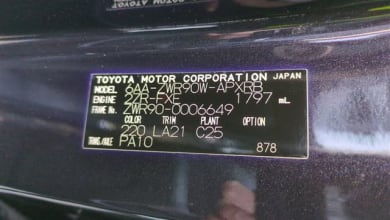 TOYOTA MOTOR CORPORATION JAPAN
MODEL 6AA-ZWR90W-APXRB
ENGINE 2ZR-FXE 1797 mL
FRAME No. ZWR90-0006649
COLOR TRIM PLANT OPTION
220 LA21 C25
TRANS/AXLE PA10
878